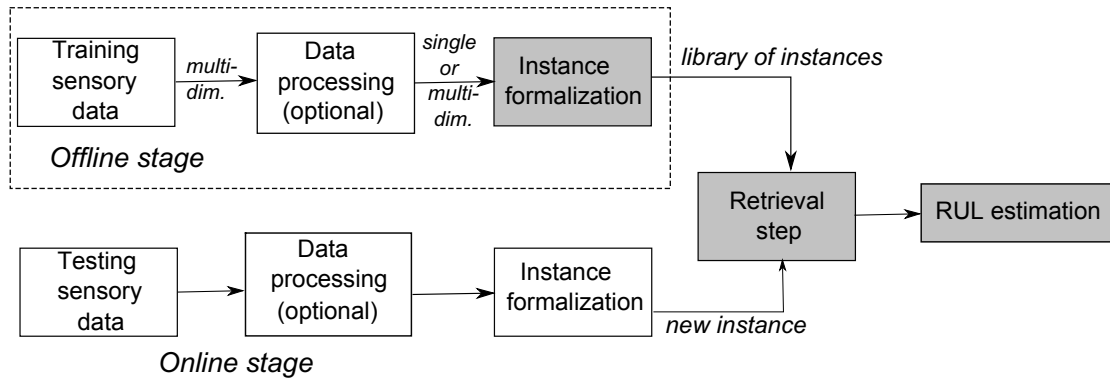 Training
sensory
data
multi-
dim.
Data
processing
(optional)
single
or
multi-
dim.
Instance
formalization
library of instances
Offline stage
Retrieval
step
RUL estimation
Testing
sensory
data
Data
processing
(optional)
Instance
formalization
new instance
Online stage